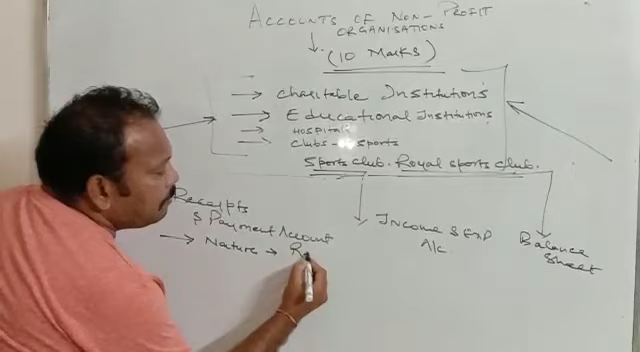 ACCOUNTS OF NON-PROFIT
ORGANISATIONS
(10 Marks)
Charitable Institutions
Educational Institutions
HOSPITALS
Clubs - sports
Sports club. Royal sports club.
Receipts
& Payment Account
Nature → R
Income & EXP
A/c
Balance
Sheet